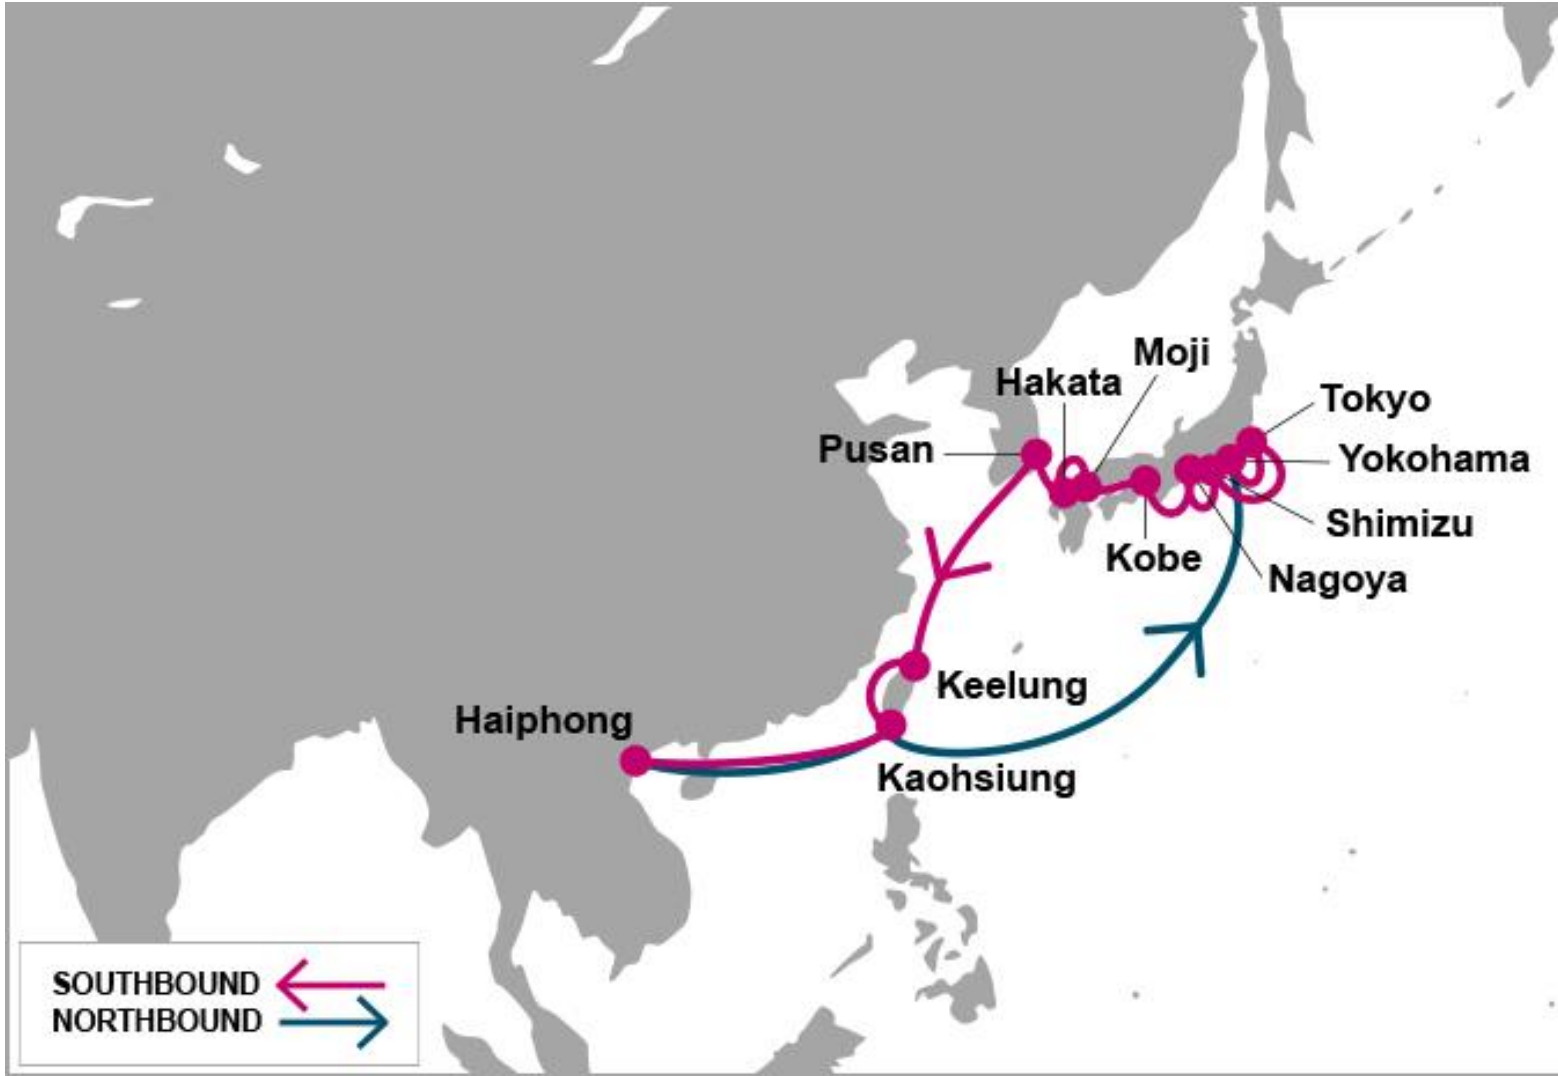 Moji
Hakata
Tokyo
Pusan
Yokohama
Shimizu
Kobe
Nagoya
Keelung
Haiphong
Kaohsiung
SOUTHBOUND
NORTHBOUND